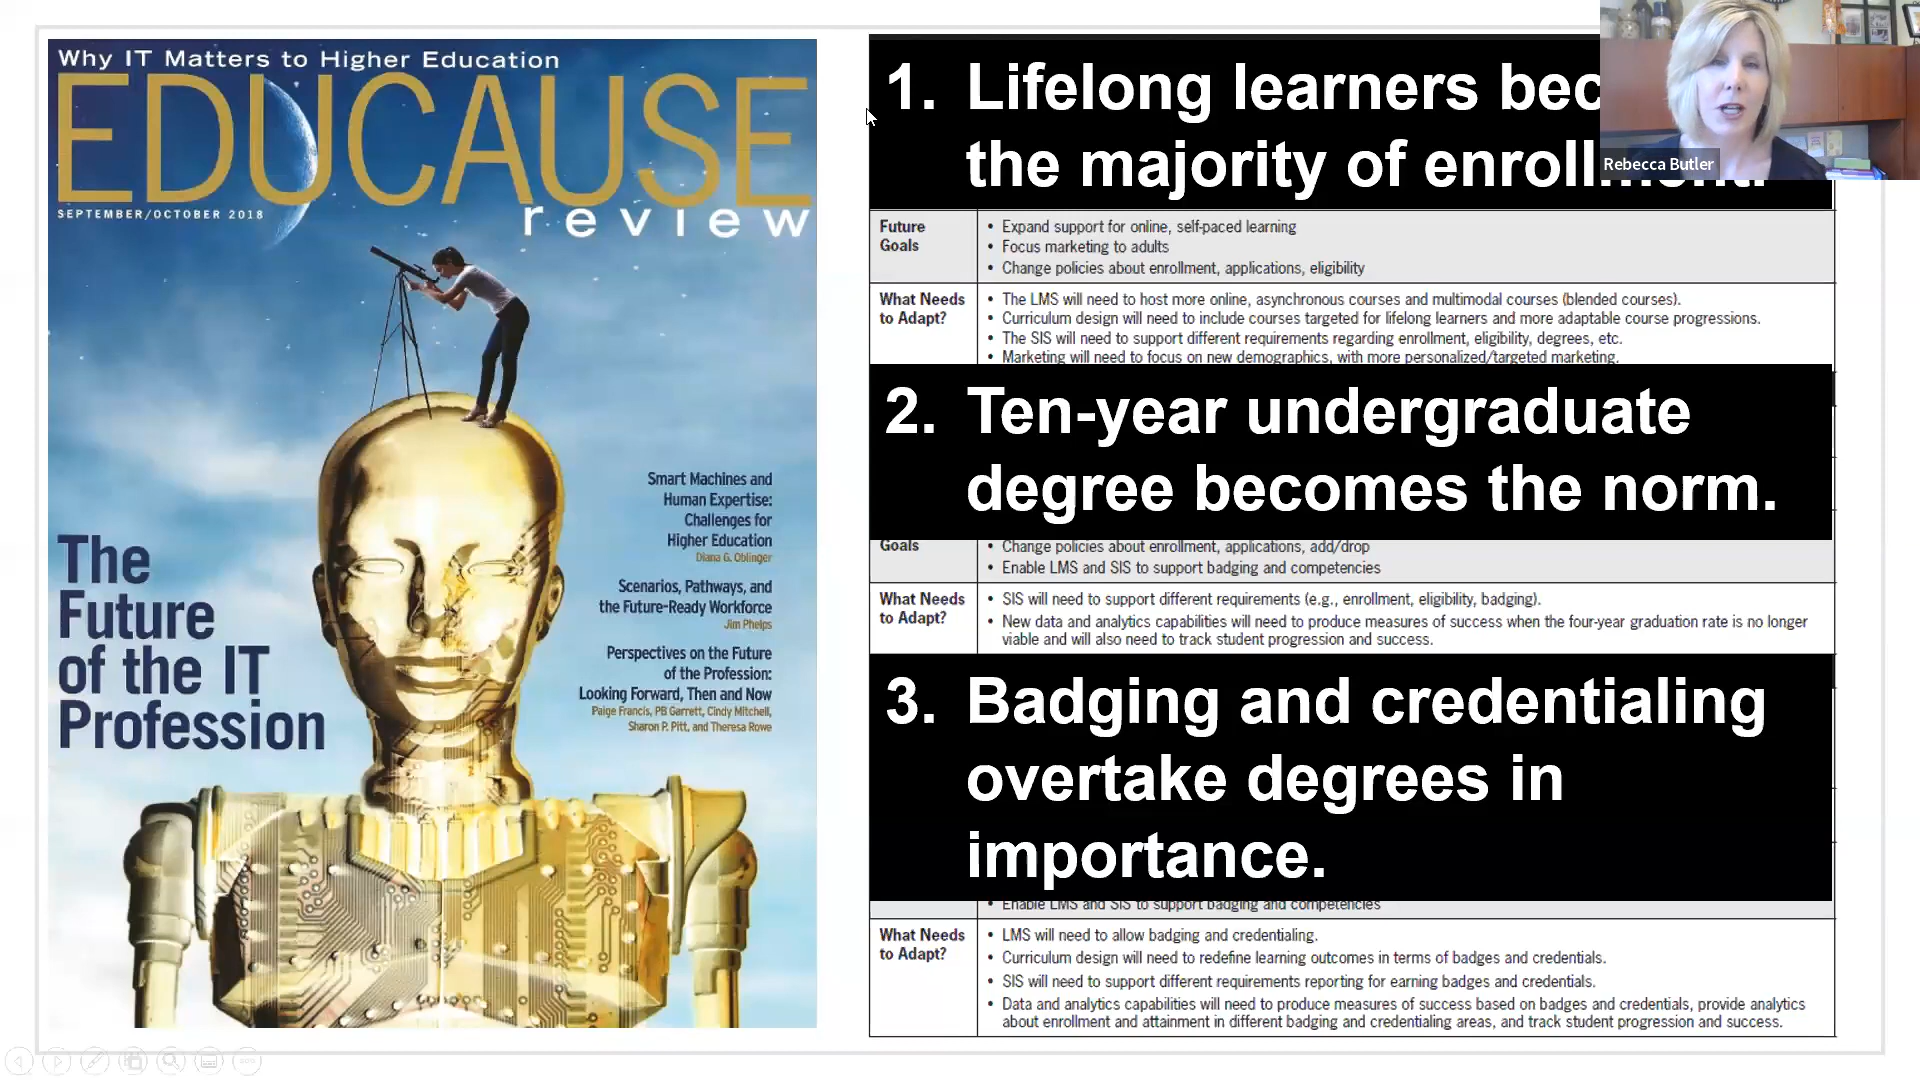 Why IT Matters to Higher Education
EDUCAUSE
SEPTEMBER/OCTOBER 2018
review
Smart Machines and
Human Expertise:
Challenges for
Higher Education
Diana G. Oblinger
Scenarios, Pathways, and
the Future-Ready Workforce
Jim Phelps
Perspectives on the Future
of the Profession:
Looking Forward, Then and Now
Paige Francis, PB Garrett, Cindy Mitchell,
Sharon P. Pitt, and Theresa Rowe
The
Future
of the IT
Profession
1. Lifelong learners bec
the majority of
Rebecca Butler
Future
Goals
• Expand support for online, self-paced learning
• Focus marketing to adults
• Change policies about enrollment, applications, eligibility
What Needs
to Adapt?
• The LMS will need to host more online, asynchronous courses and multimodal courses (blended courses).
• Curriculum design will need to include courses targeted for lifelong learners and more adaptable course progressions.
• The SIS will need to support different requirements regarding enrollment, eligibility, degrees, etc.
• Marketing will need to focus on new demographics, with more personalized/targeted marketing.
2. Ten-year undergraduate
degree becomes the norm.
Goals
• Change policies about enrollment, applications, add/drop
• Enable LMS and SIS to support badging and competencies
What Needs
to Adapt?
• SIS will need to support different requirements (e.g., enrollment, eligibility, badging).
• New data and analytics capabilities will need to produce measures of success when the four-year graduation rate is no longer
viable and will also need to track student progression and success.
3. Badging and credentialing
overtake degrees in
importance.
• Enable LMS and SIS to support badging and competencies
What Needs
to Adapt?
• LMS will need to allow badging and credentialing.
• Curriculum design will need to redefine learning outcomes in terms of badges and credentials.
• SIS will need to support different requirements reporting for earning badges and credentials.
• Data and analytics capabilities will need to produce measures of success based on badges and credentials, provide analytics
about enrollment and attainment in different badging and credentialing areas, and track student progression and success.